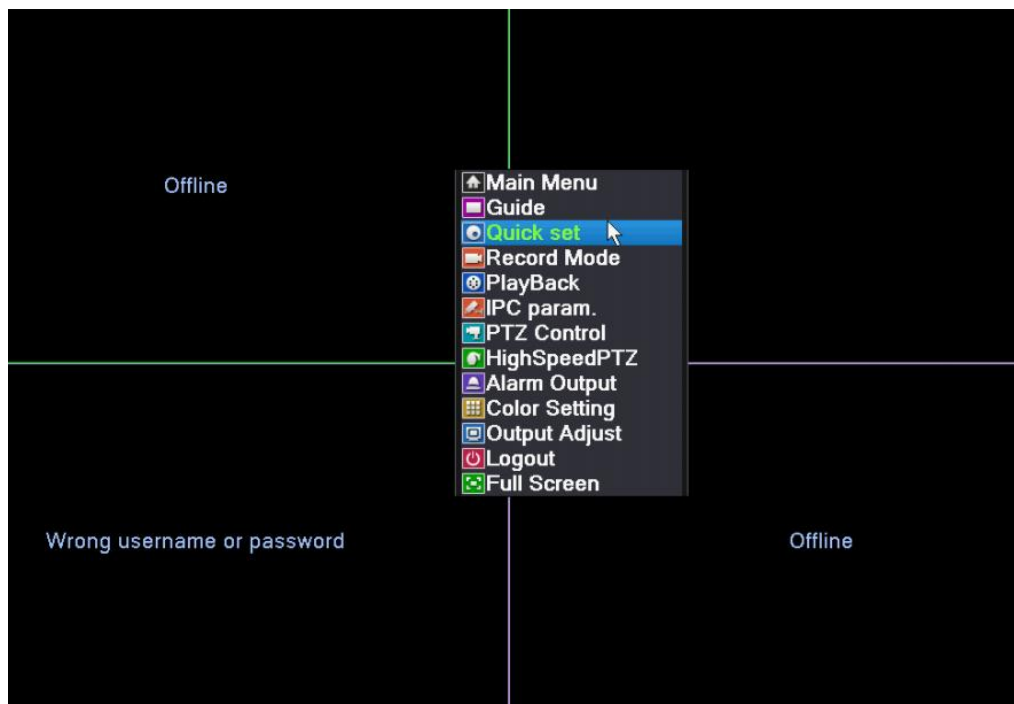 Offline
Main Menu
Guide
Quick set
Record Mode
PlayBack
IPC param.
PTZ Control
HighSpeedPTZ
Alarm Output
Color Setting
Output Adjust
Logout
Full Screen
Wrong username or password
Offline